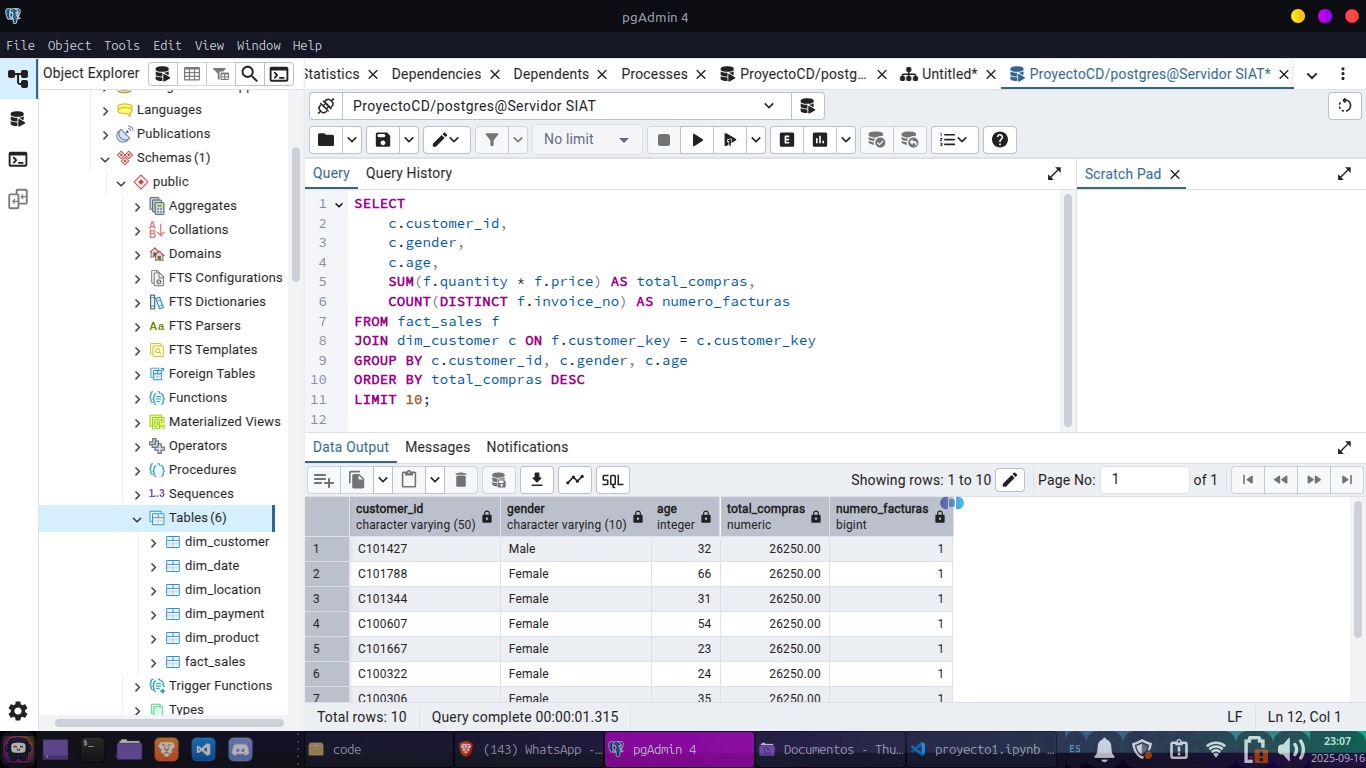 pgAdmin 4
File Object Tools Edit View Window Help
Object Explorer
Statistics Dependencies Dependents Processes ProyectoCD/postg... Untitled* ProyectoCD/postgres@Servidor SIAT*
ProyectoCD/postgres@Servidor SIAT
No limit
E
Query Query History
Scratch Pad
Languages
Publications
Schemas (1)
public
Aggregates
Collations
Domains
FTS Configurations
FTS Dictionaries
Aa FTS Parsers
FTS Templates
Foreign Tables
Functions
Materialized Views
Operators
Procedures
1..3 Sequences
Tables (6)
dim_customer
dim_date
dim_location
dim_payment
dim_product
fact_sales
Trigger Functions
Types
1 SELECT
2 c.customer_id,
3 c.gender,
4 c.age,
5 SUM(f.quantity * f.price) AS total_compras,
6 COUNT(DISTINCT f.invoice_no) AS numero_facturas
7 FROM fact_sales f
8 JOIN dim_customer c ON f.customer_key = c.customer_key
9 GROUP BY c.customer_id, c.gender, c.age
10 ORDER BY total_compras DESC
11 LIMIT 10;
12
Data Output Messages Notifications
SQL Showing rows: 1 to 10 Page No: 1 of 1
customer_id gender age total_compras numero_facturas
character varying (50) character varying (10) integer numeric bigint
1 C101427 Male 32 26250.00 1
2 C101788 Female 66 26250.00 1
3 C101344 Female 31 26250.00 1
4 C100607 Female 54 26250.00 1
5 C101667 Female 23 26250.00 1
6 C100322 Female 24 26250.00 1
7 C100306 Female 35 26250.00 1
Total rows: 10 Query complete 00:00:01.315 LF Ln 12, Col 1
code (143) WhatsApp -... pgAdmin 4 Documentos - Thu... proyecto1.ipynb ... ES 23:07
2025-09-16